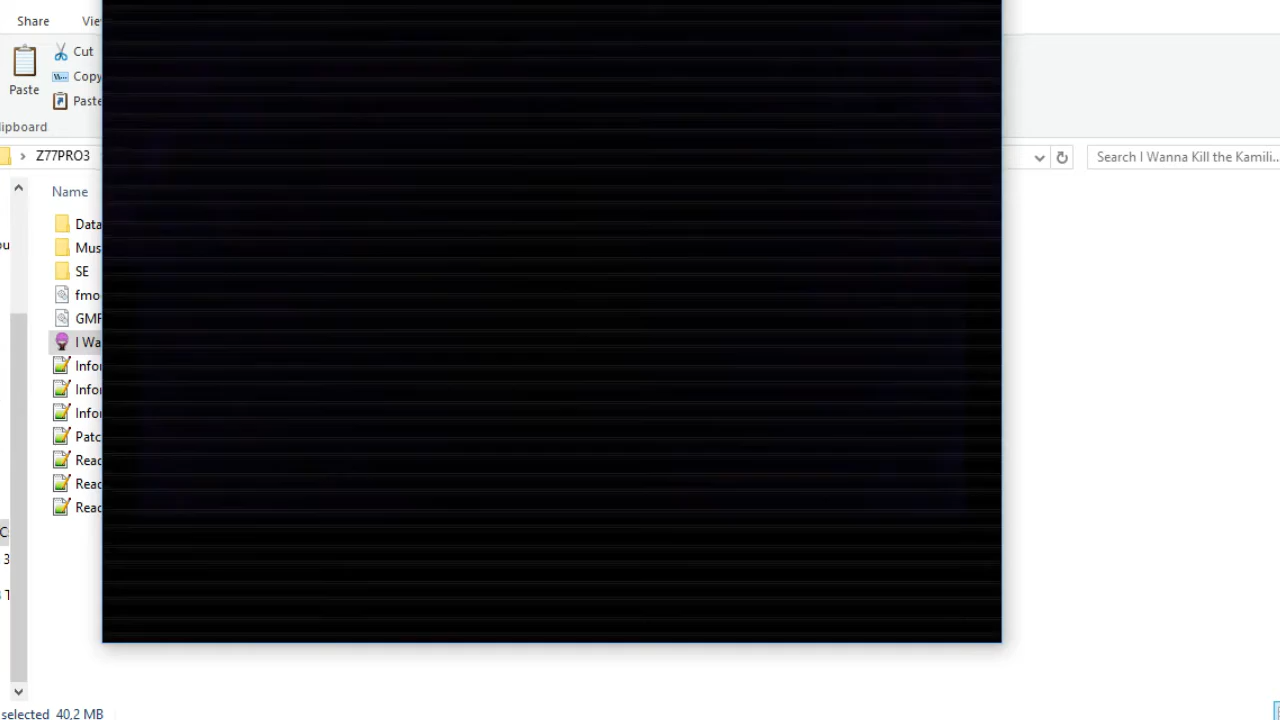 Share Vie
Cut
Copy
Paste Paste
lipboard
Z77PRO3 Search I Wanna Kill the Kamili...
Name
Data
Mus
SE
fmo
GMF
I Wa
Infor
Infor
Infor
Patc
Read
Read
Read
selected 40,2 MB